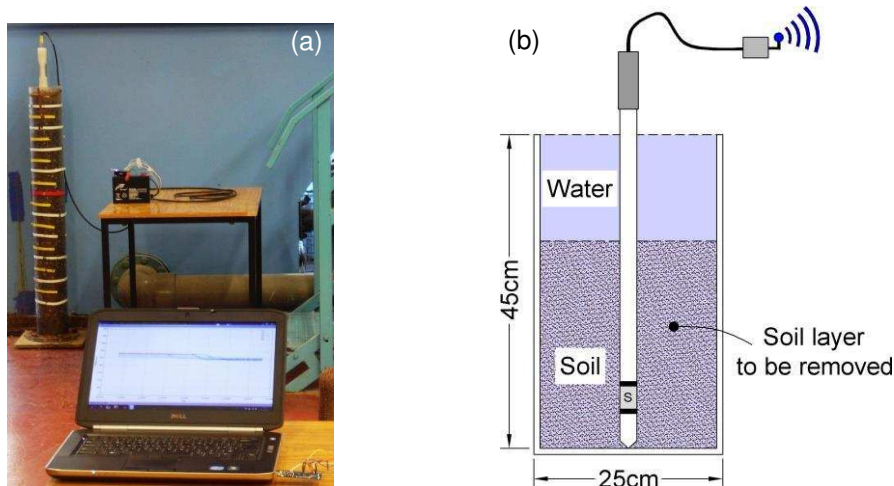 (a)
DELL
(b)
Water
45cm
Soil
S
Soil layer
to be removed
25cm